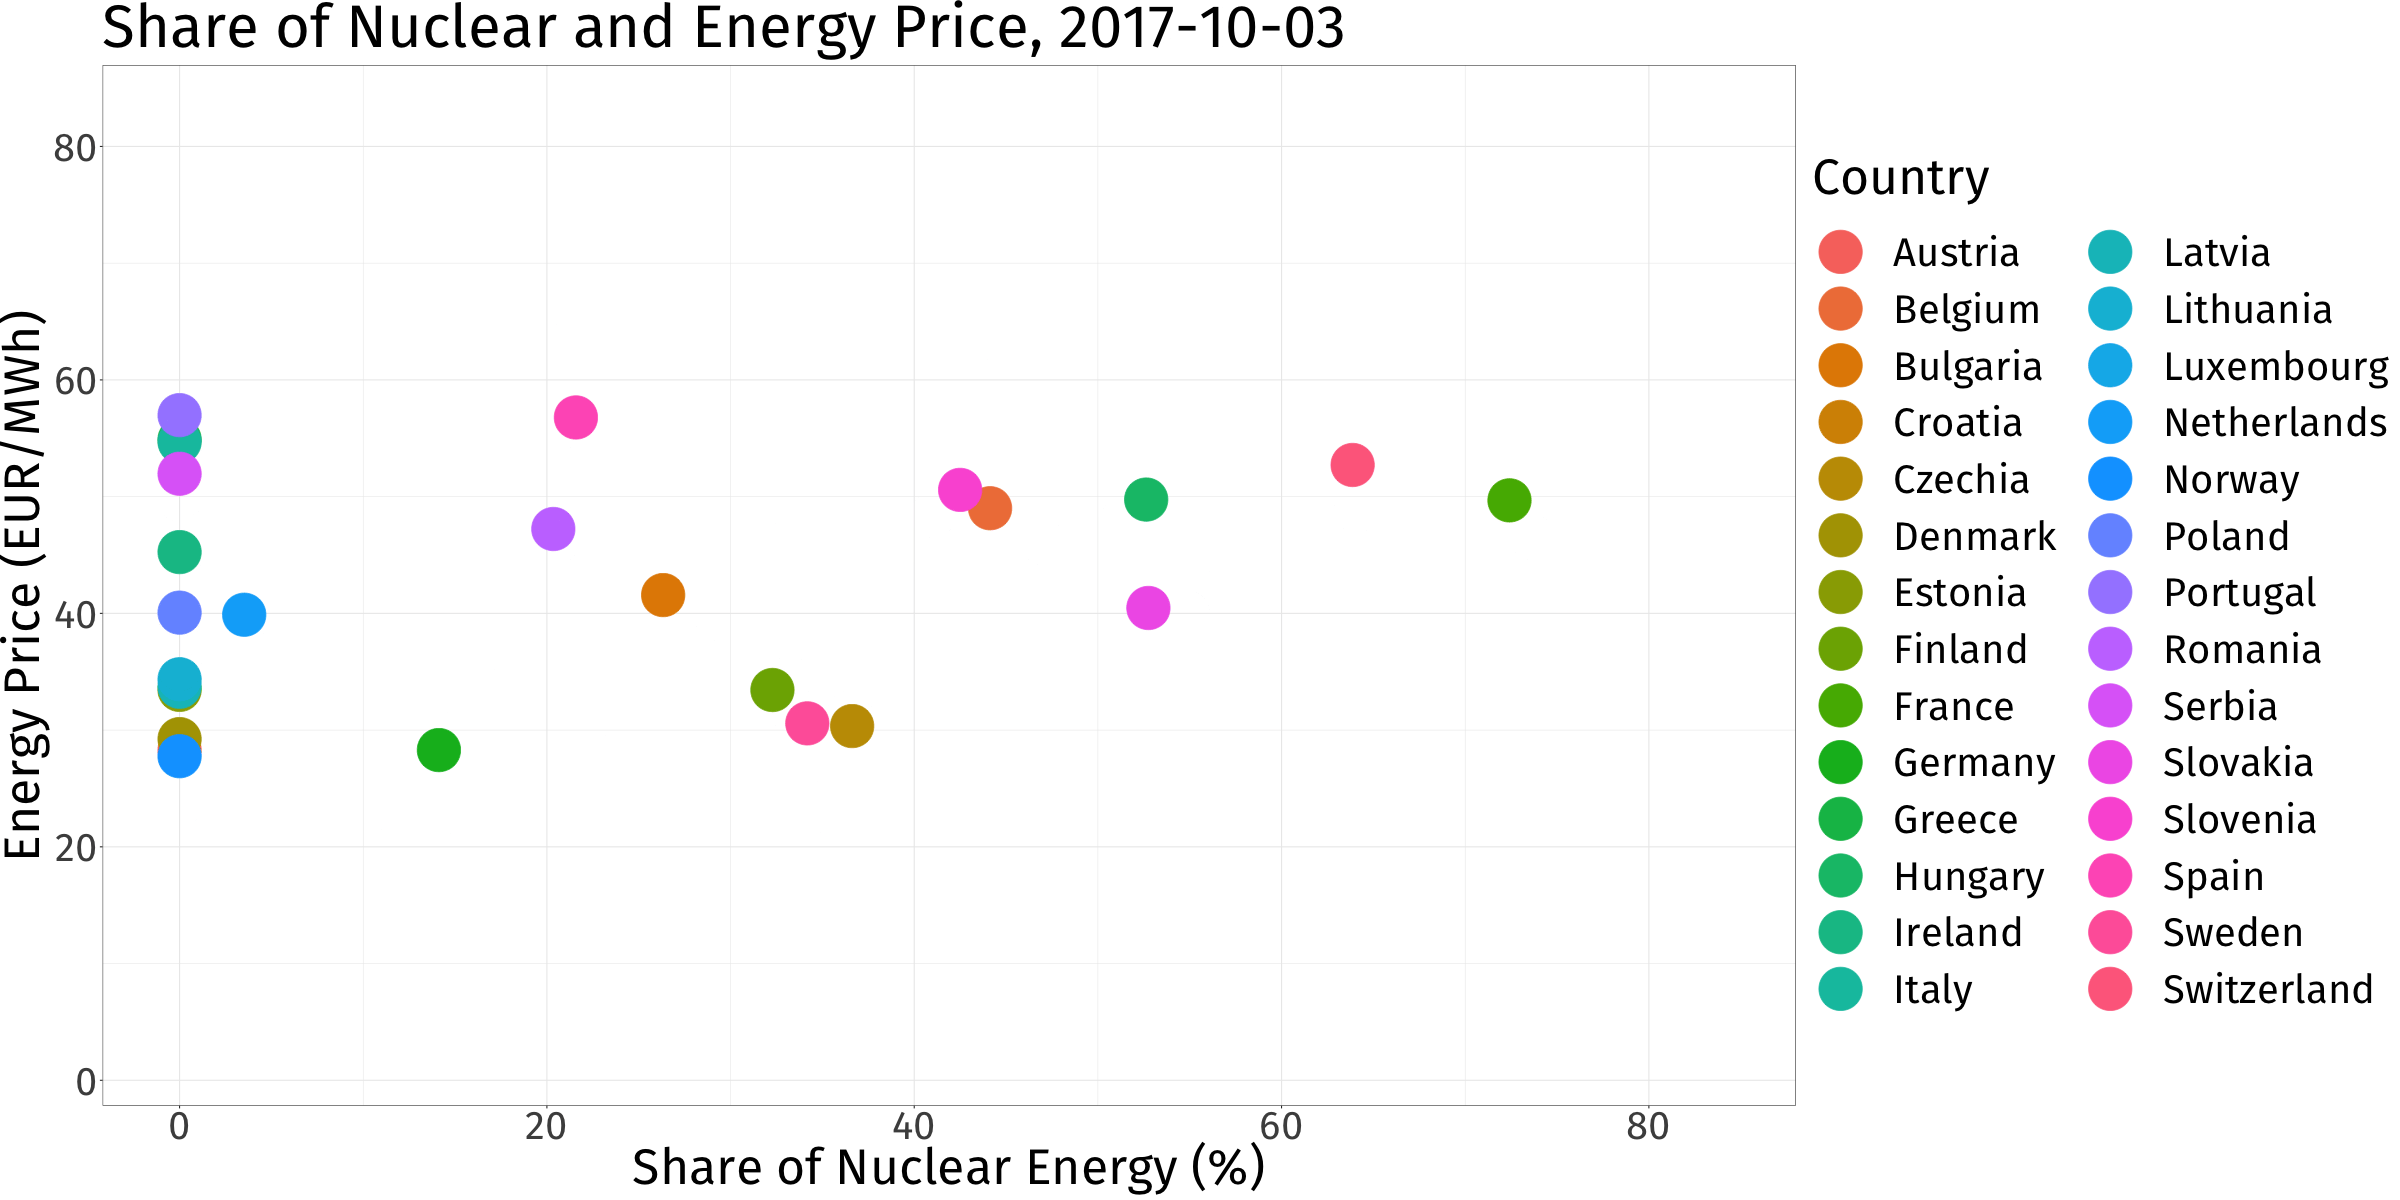 Share of Nuclear and Energy Price, 2017-10-03
Energy Price (EUR/MWh)
80
60
40
20
0
0 20 40 60 80
Share of Nuclear Energy (%)
Country
Austria
Belgium
Bulgaria
Croatia
Czechia
Denmark
Estonia
Finland
France
Germany
Greece
Hungary
Ireland
Italy
Latvia
Lithuania
Luxembourg
Netherlands
Norway
Poland
Portugal
Romania
Serbia
Slovakia
Slovenia
Spain
Sweden
Switzerland